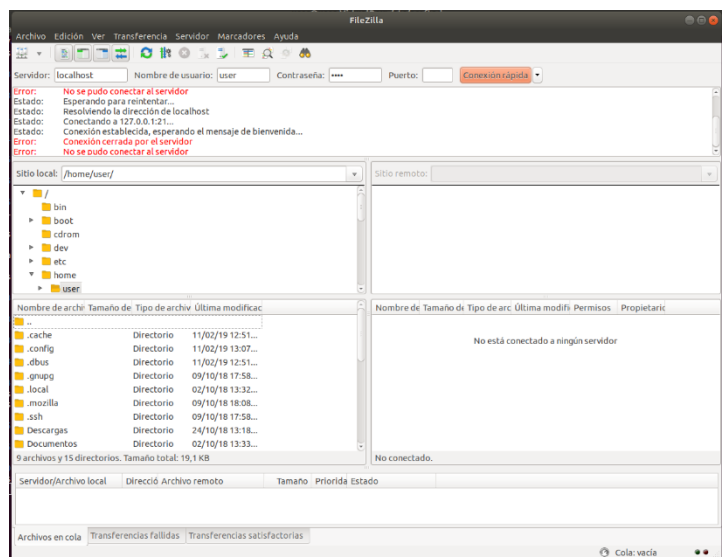 FileZilla
Archivo Edición Ver Transferencia Servidor Marcadores Ayuda
Servidor: localhost Nombre de usuario: user Contraseña: •••• Puerto: Conexión rápida
Error: No se pudo conectar al servidor
Estado: Esperando para reintentar...
Estado: Resolviendo la dirección de localhost
Estado: Conectando a 127.0.0.1:21...
Estado: Conexión establecida, esperando el mensaje de bienvenida...
Error: Conexión cerrada por el servidor
Error: No se pudo conectar al servidor
Sitio local: /home/user/
Sitio remoto:
/
bin
boot
cdrom
dev
etc
home
user
Nombre de archi Tamaño de Tipo de archiv Última modificac
..
.cache Directorio 11/02/19 12:51...
.config Directorio 11/02/19 13:07...
.dbus Directorio 11/02/19 12:51...
.gnupg Directorio 09/10/18 17:58...
.local Directorio 02/10/18 13:32...
.mozilla Directorio 09/10/18 18:08...
.ssh Directorio 09/10/18 17:58...
Descargas Directorio 24/10/18 13:18...
Documentos Directorio 02/10/18 13:33...
9 archivos y 15 directorios. Tamaño total: 19,1 KB
Nombre de Tamaño de Tipo de arc Última modifi Permisos Propietaric
No está conectado a ningún servidor
No conectado.
Servidor/Archivo local Direcció Archivo remoto Tamaño Priorida Estado
Archivos en cola Transferencias fallidas Transferencias satisfactorias
Cola: vacía